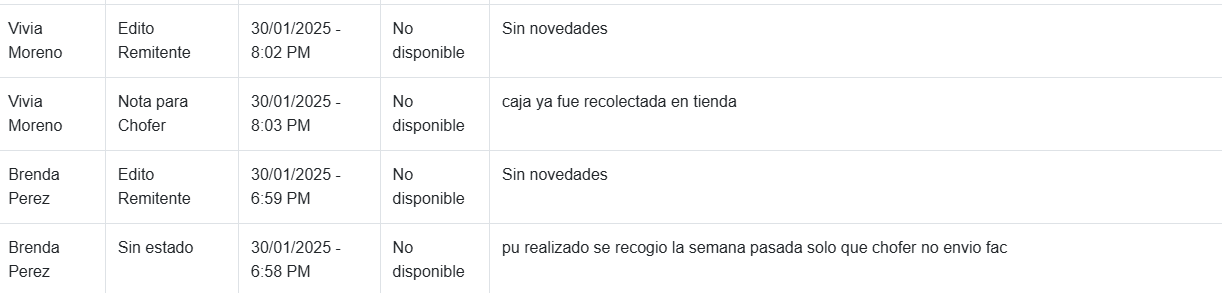 Vivia Moreno Edito Remitente 30/01/2025 - 8:02 PM No disponible Sin novedades
Vivia Moreno Nota para Chofer 30/01/2025 - 8:03 PM No disponible caja ya fue recolectada en tienda
Brenda Perez Edito Remitente 30/01/2025 - 6:59 PM No disponible Sin novedades
Brenda Perez Sin estado 30/01/2025 - 6:58 PM No disponible pu realizado se recogio la semana pasada solo que chofer no envio fac